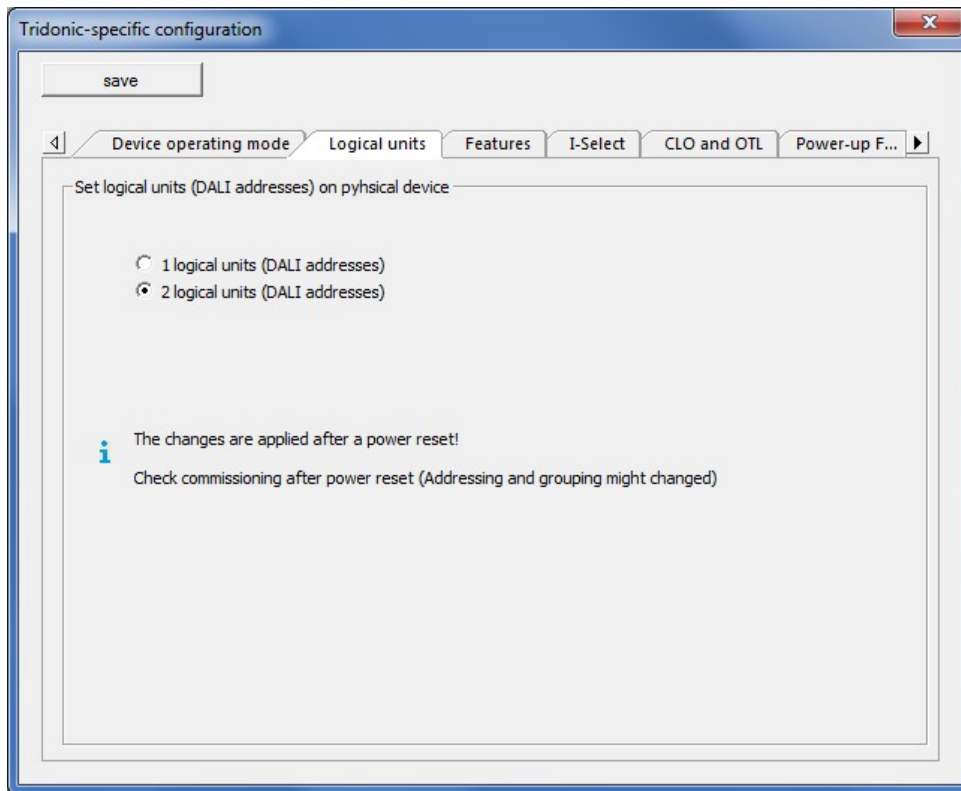 Tridonic-specific configuration
save
Device operating mode
Logical units
Features
I-Select
CLO and OTL
Power-up F...
Set logical units (DALI addresses) on pyhsical device
1 logical units (DALI addresses)
2 logical units (DALI addresses)
The changes are applied after a power reset!
Check commissioning after power reset (Addressing and grouping might changed)